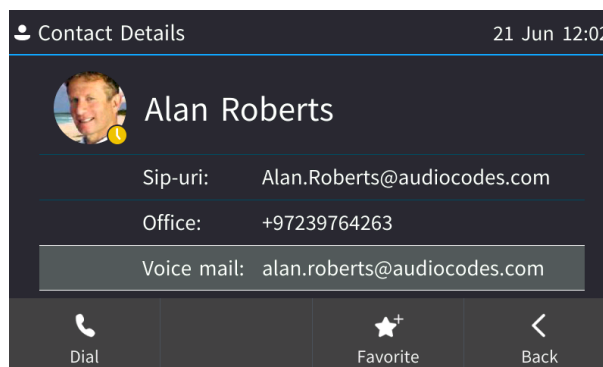 Contact Details 21 Jun 12:02
Alan Roberts
Sip-uri: Alan.Roberts@audiocodes.com
Office: +97239764263
Voice mail: alan.roberts@audiocodes.com
Dial Favorite Back